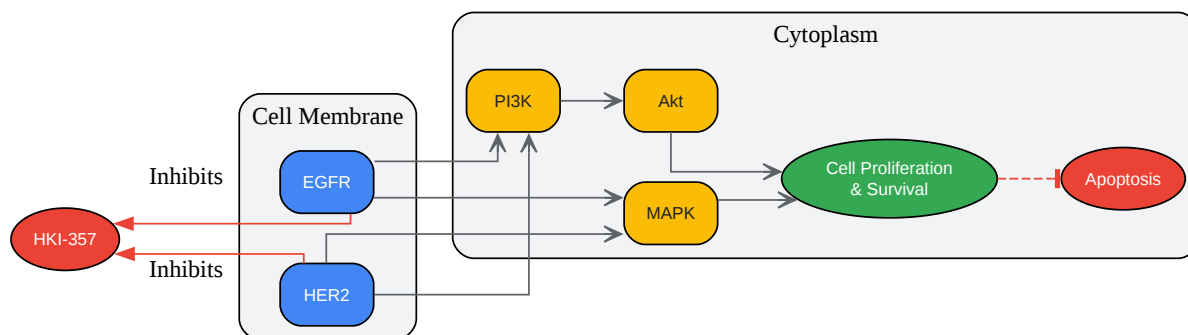 Cytoplasm
PI3K
Akt
Cell Membrane
EGFR
Inhibits
Cell Proliferation
& Survival
Apoptosis
MAPK
HKI-357
Inhibits
HER2